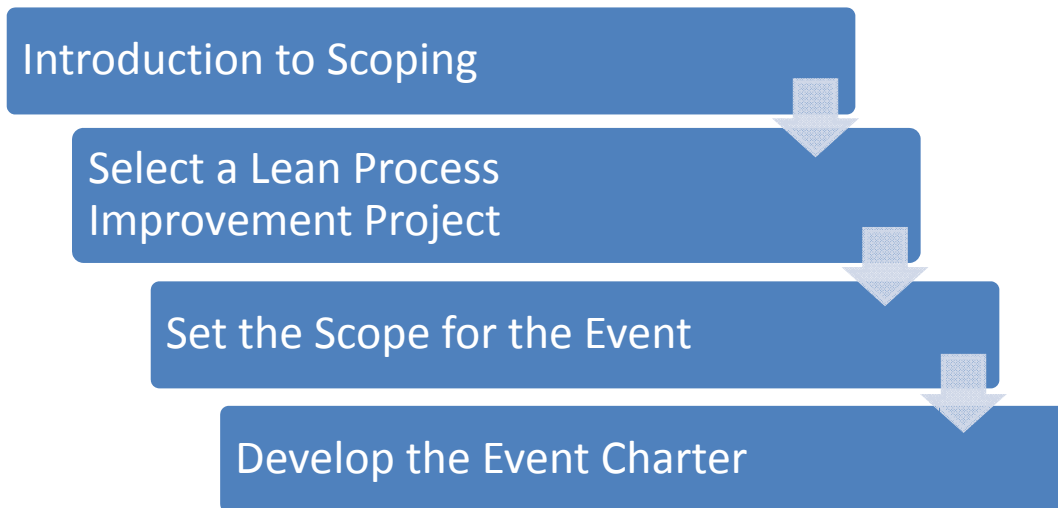 Introduction to Scoping
Select a Lean Process
Improvement Project
Set the Scope for the Event
Develop the Event Charter